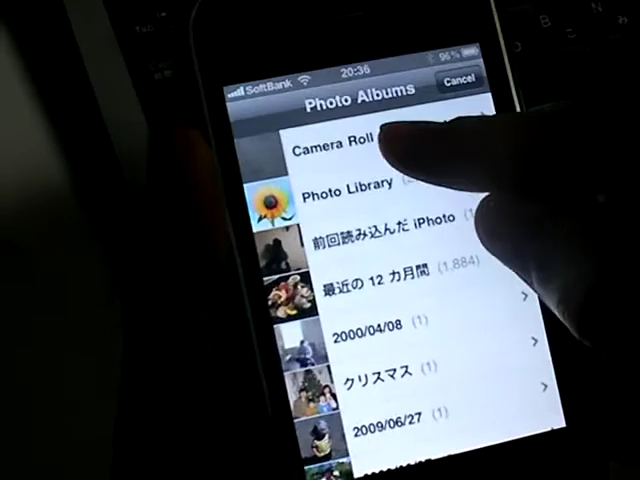 SoftBank 20:36 96%
Photo Albums Cancel
Camera Roll
Photo Library
前回読み込んだ iPhoto
最近の 12 カ月間 (1,884)
2000/04/08 (1)
クリスマス (1)
2009/06/27 (1)
B N み
Tab